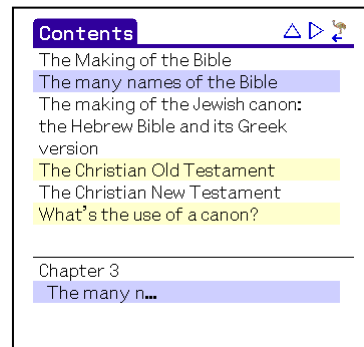 Contents
The Making of the Bible
The many names of the Bible
The making of the Jewish canon:
the Hebrew Bible and its Greek
version
The Christian Old Testament
The Christian New Testament
What's the use of a canon?
Chapter 3
The many n...